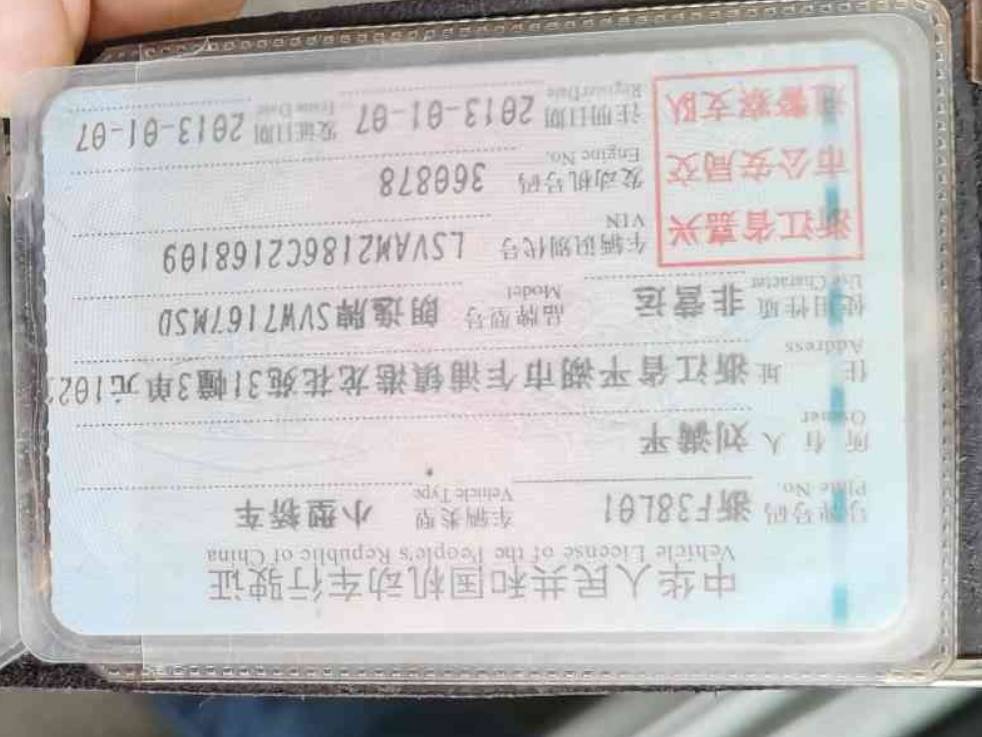 中华人民共和国机动车行驶证
Vehicle License of the People's Republic of China
号牌号码 浙F38L01 车辆类型 小型轿车
Plate No. Vehicle Type
所有人 刘满平
Owner
住址 浙江省平湖市乍浦镇港龙花苑31幢3单元102
Address
使用性质 非营运 品牌型号 朗逸牌SVW7167MSD
Use Character Model
浙江省嘉兴市公安局交通警察支队
车辆识别代号 LSVAM2186C2168109
VIN
发动机号码 360878
Engine No.
注册日期 2013-01-07 发证日期 2013-01-07
Register Date Issue Date